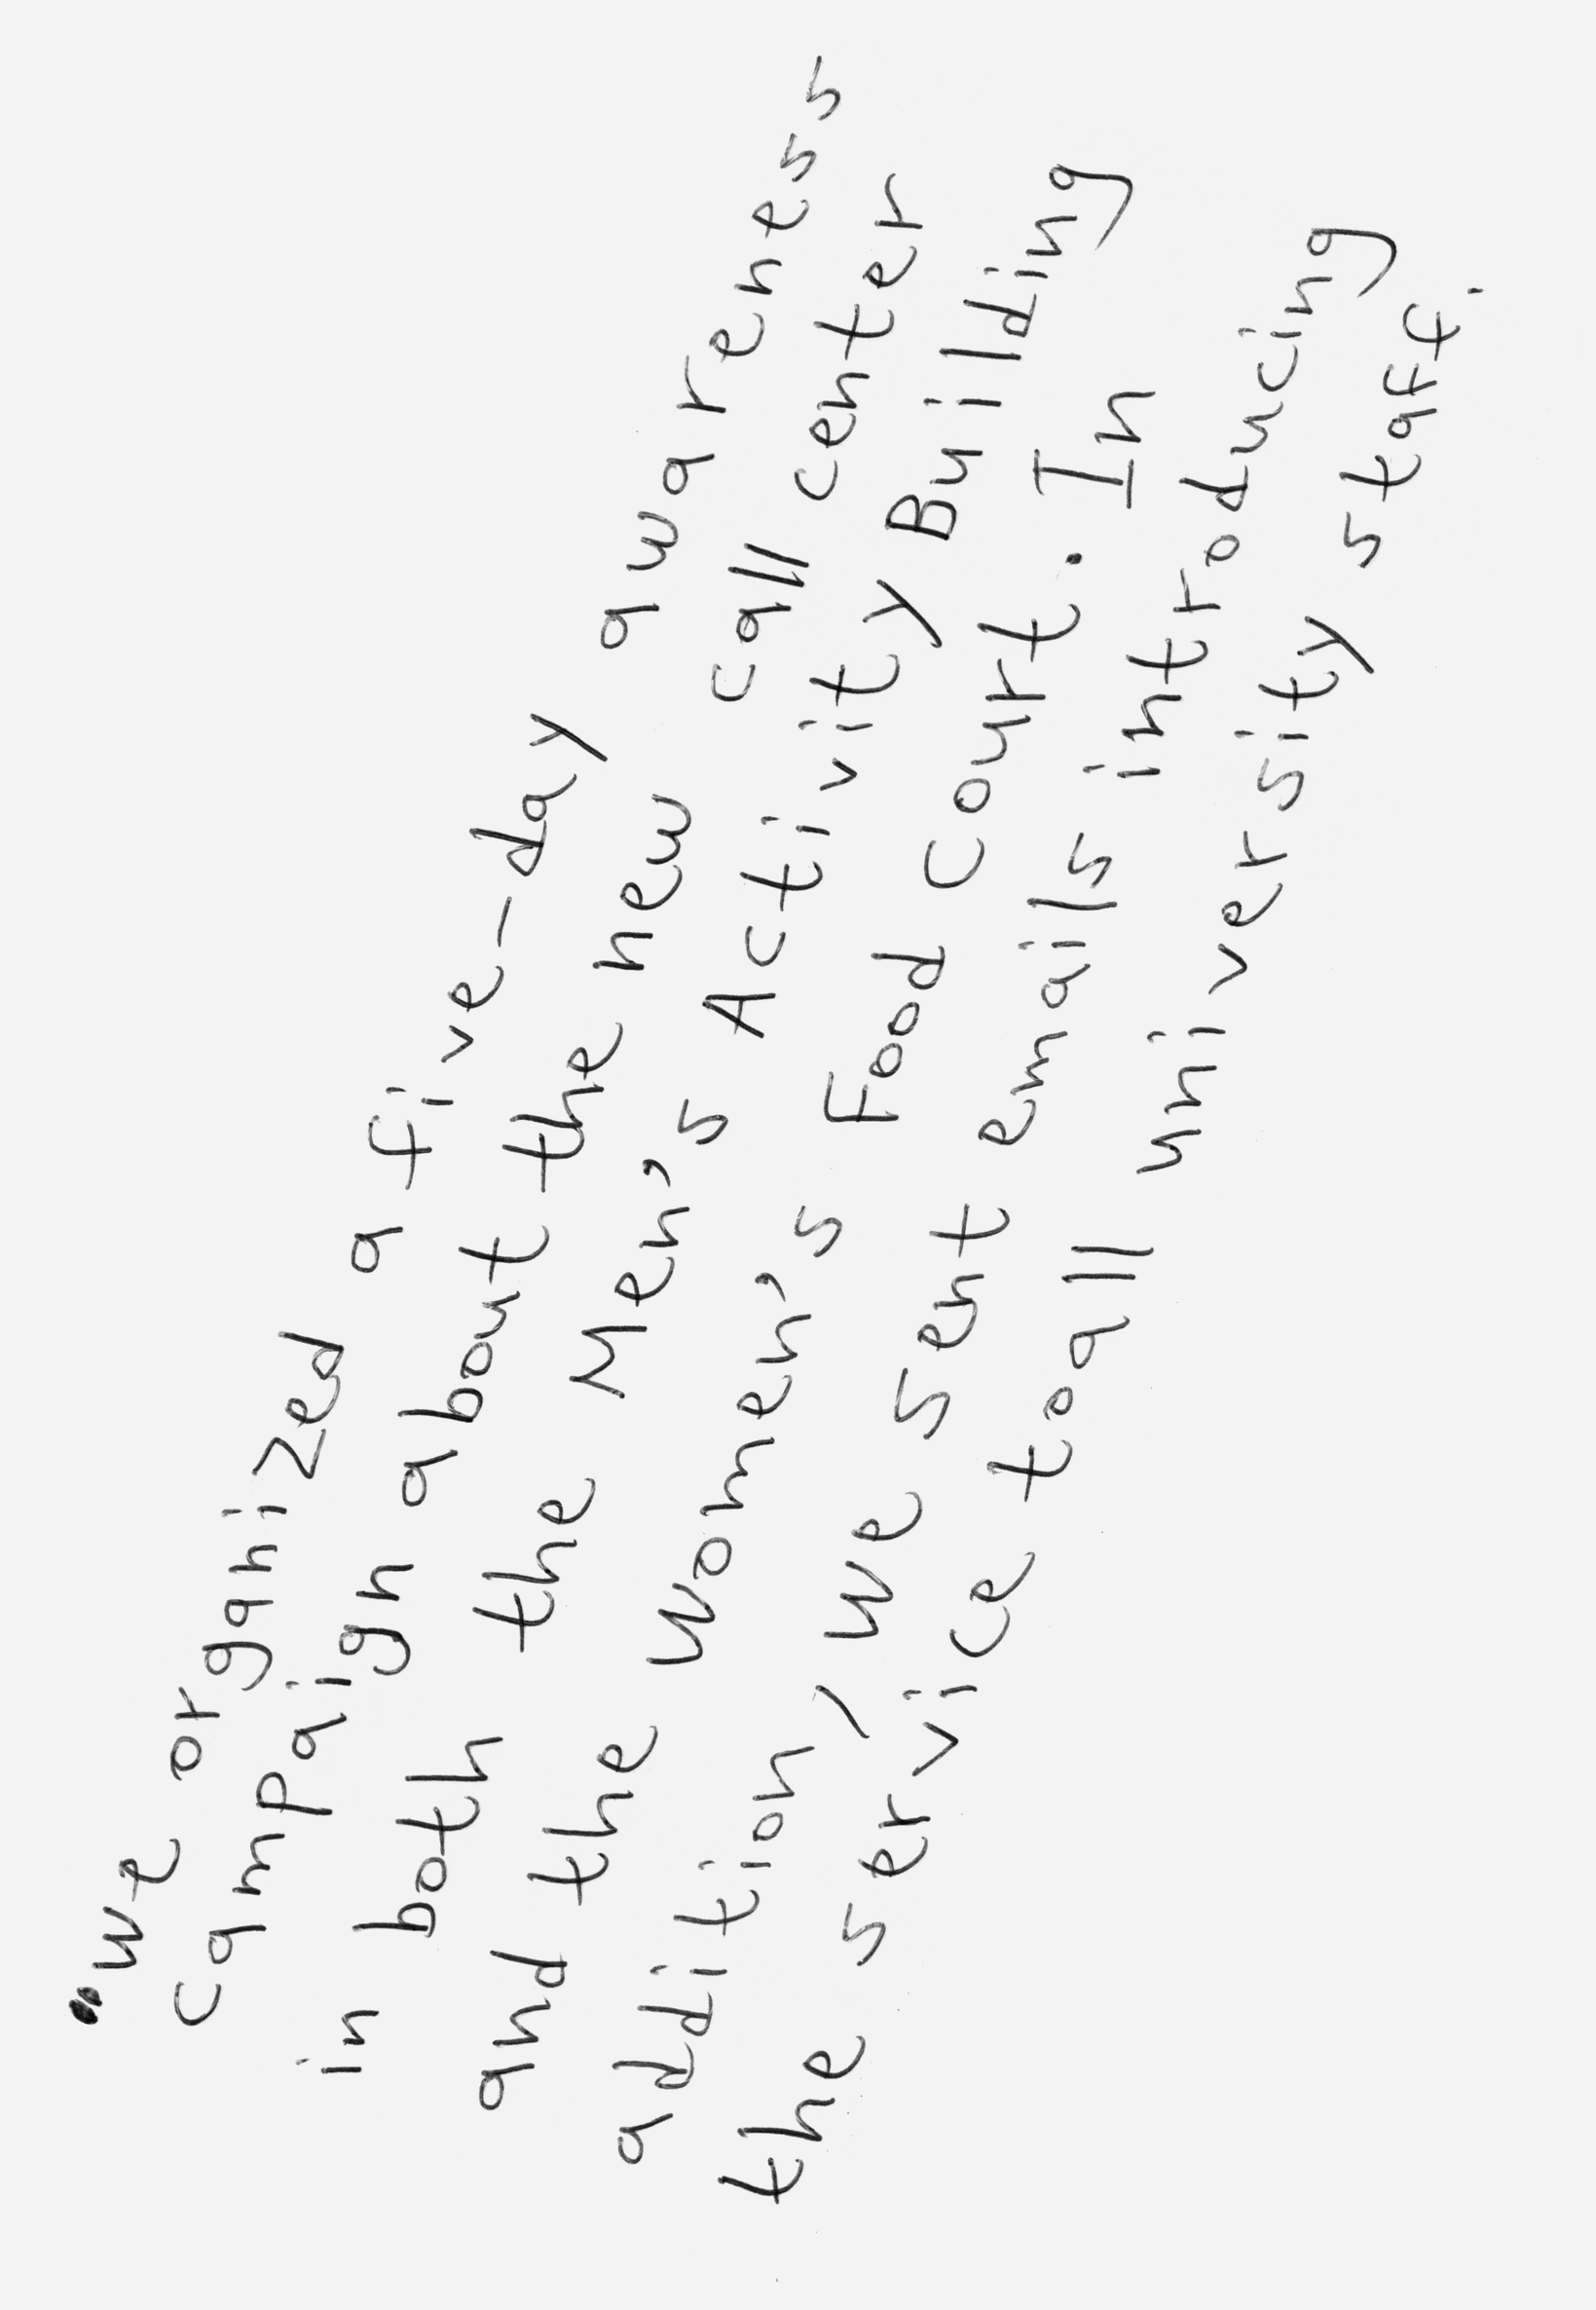 we organized a five-day awareness
campaign about the new call center
in both the Men's Activity Building
and the Women's Food Court. In
addition, we sent emails introducing
the service to all university staff.